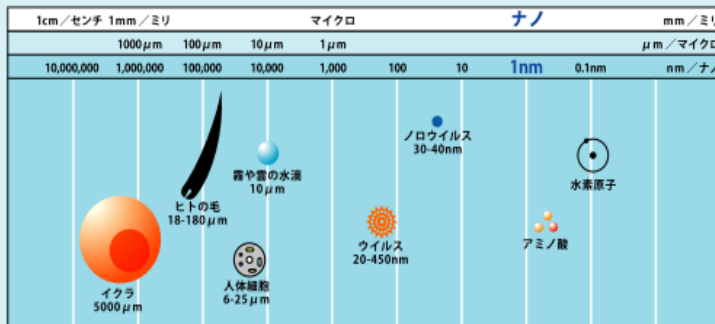 1cm／センチ 1mm／ミリ マイクロ ナノ mm／ミリ
1000μm 100μm 10μm 1μm μm／マイクロ
10,000,000 1,000,000 100,000 10,000 1,000 100 10 1nm 0.1nm nm／ナノ
ノロウイルス
30-40nm
霧や雲の水滴
10μm
水素原子
ヒトの毛
18-180μm
ウイルス
20-450nm
アミノ酸
人体細胞
6-25μm
イクラ
5000μm